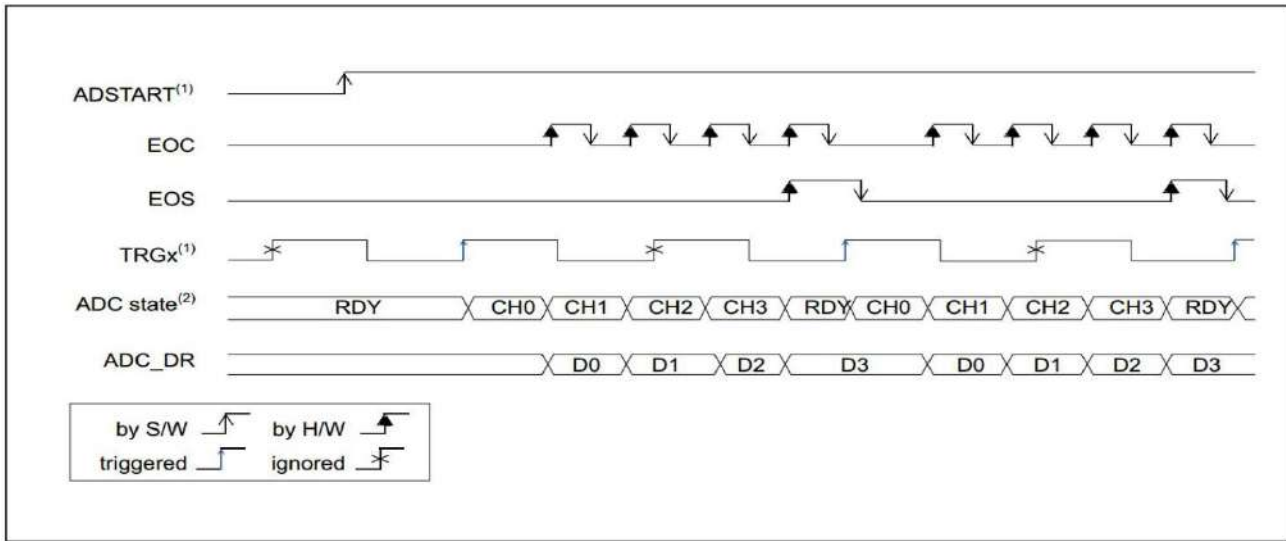 ADSTART(1)
EOC
EOS
TRGx(1)
ADC state(2) RDY CH0 CH1 CH2 CH3 RDY CH0 CH1 CH2 CH3 RDY
ADC_DR D0 D1 D2 D3 D0 D1 D2 D3
by S/W by H/W
triggered ignored